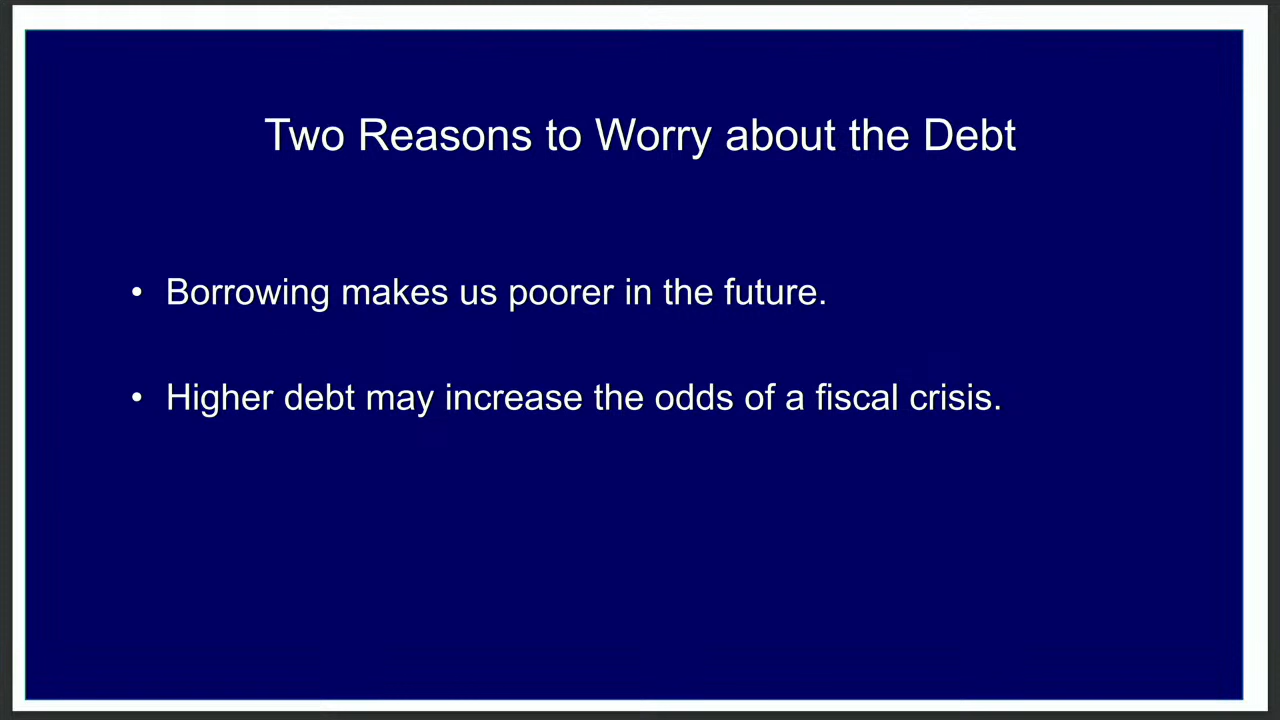 Two Reasons to Worry about the Debt
• Borrowing makes us poorer in the future.
• Higher debt may increase the odds of a fiscal crisis.